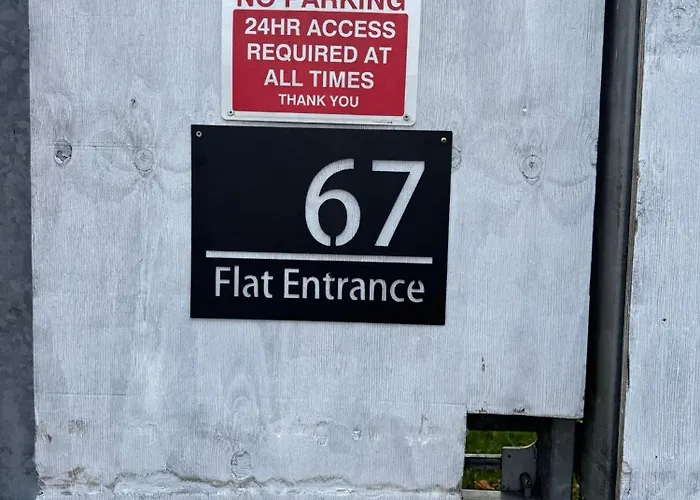 NO PARKING
24HR ACCESS
REQUIRED AT
ALL TIMES
THANK YOU
67
Flat Entrance